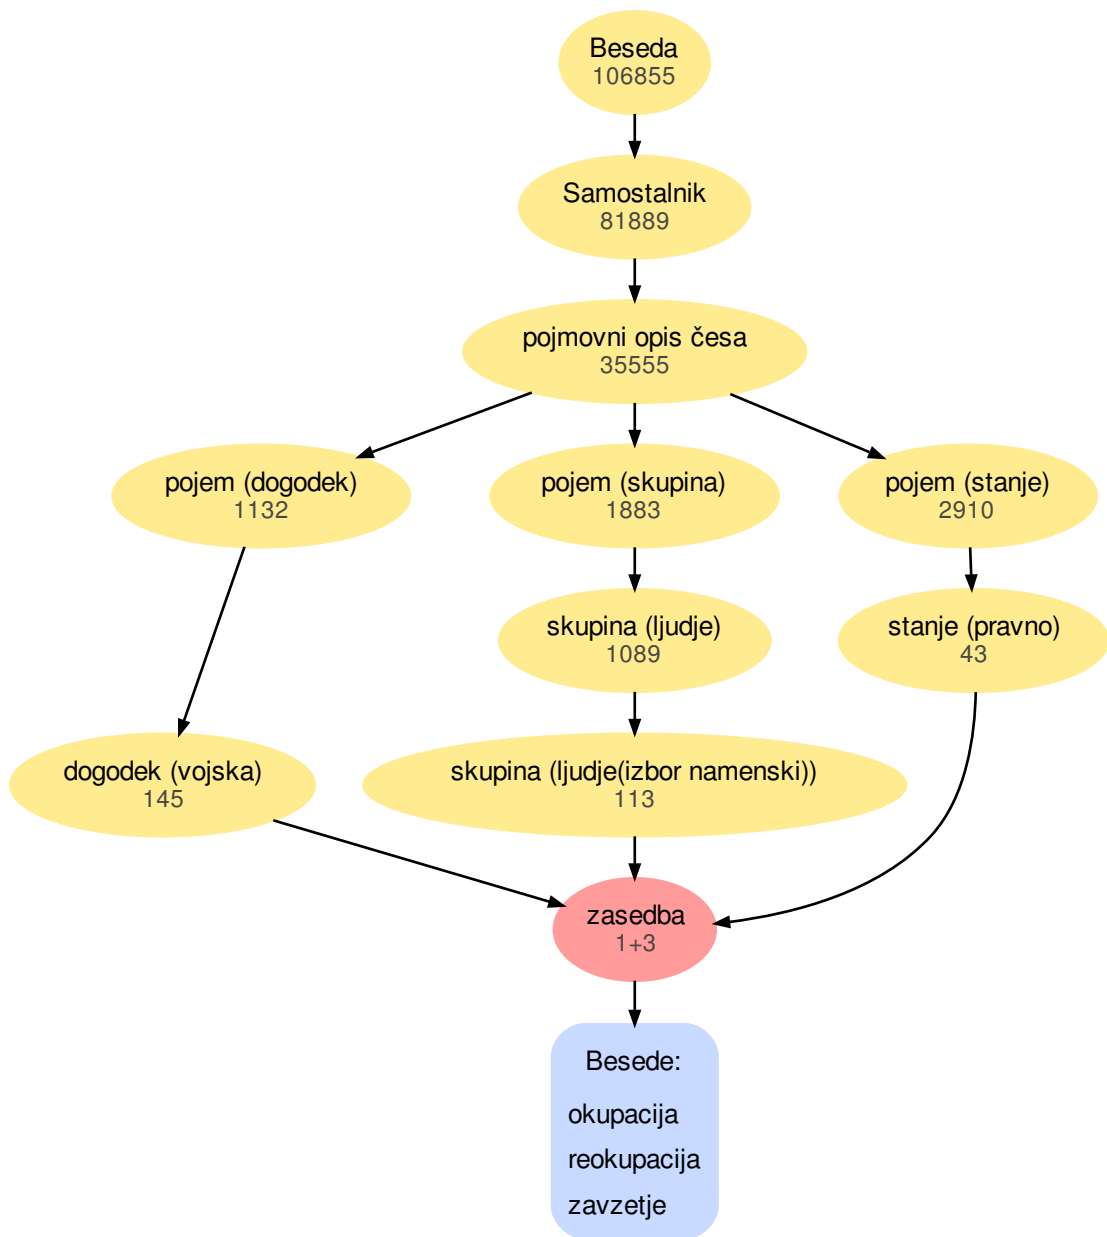 Beseda
106855
Samostalnik
81889
pojmovni opis česa
35555
pojem (dogodek)
1132
pojem (skupina)
1883
pojem (stanje)
2910
skupina (ljudje)
1089
stanje (pravno)
43
dogodek (vojska)
145
skupina (ljudje(izbor namenski))
113
zasedba
1+3
Besede:
okupacija
reokupacija
zavzetje